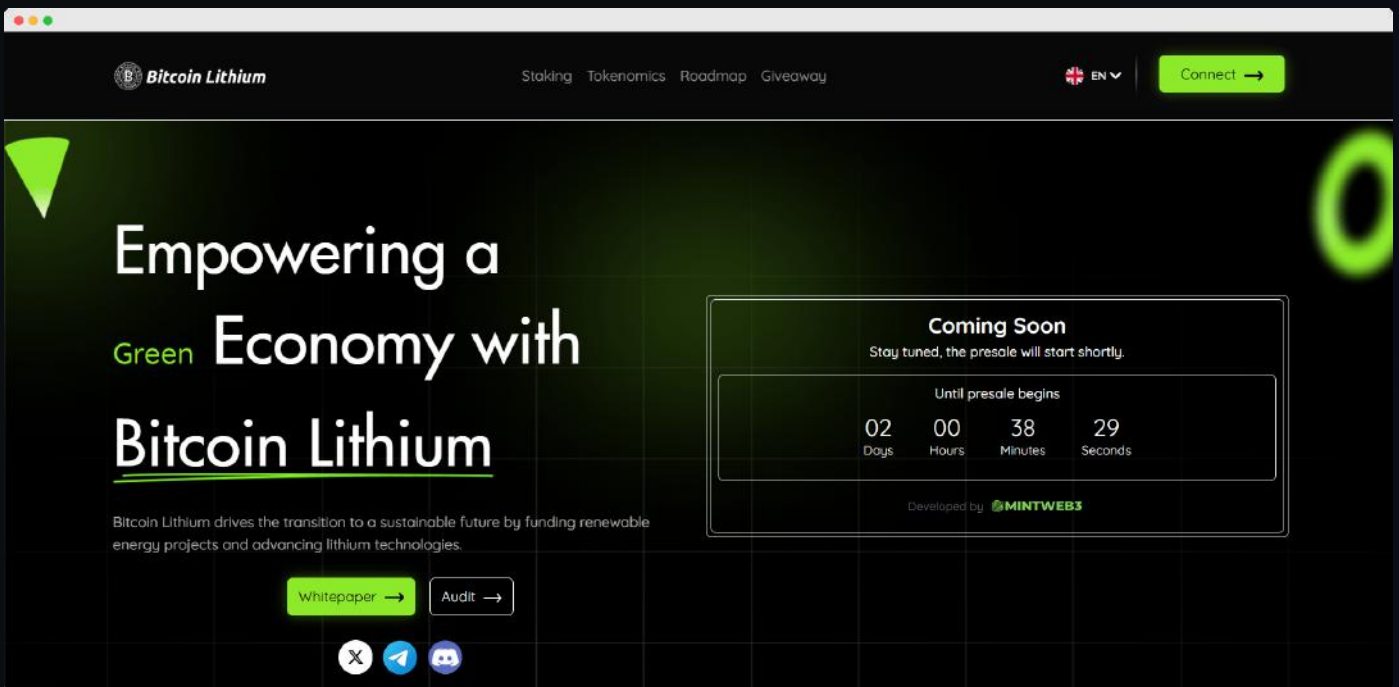 Bitcoin Lithium
Staking Tokenomics Roadmap Giveaway
EN
Connect →
Empowering a
Green Economy with
Bitcoin Lithium
Bitcoin Lithium drives the transition to a sustainable future by funding renewable
energy projects and advancing lithium technologies.
Whitepaper →
Audit →
Coming Soon
Stay tuned, the presale will start shortly.
Until presale begins
02 00 38 29
Days Hours Minutes Seconds
Developed by MINTWEB3